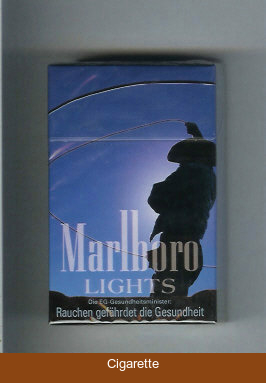 Marlboro
LIGHTS
Die EG-Gesundheitsminister:
Rauchen gefährdet die Gesundheit
Cigarette